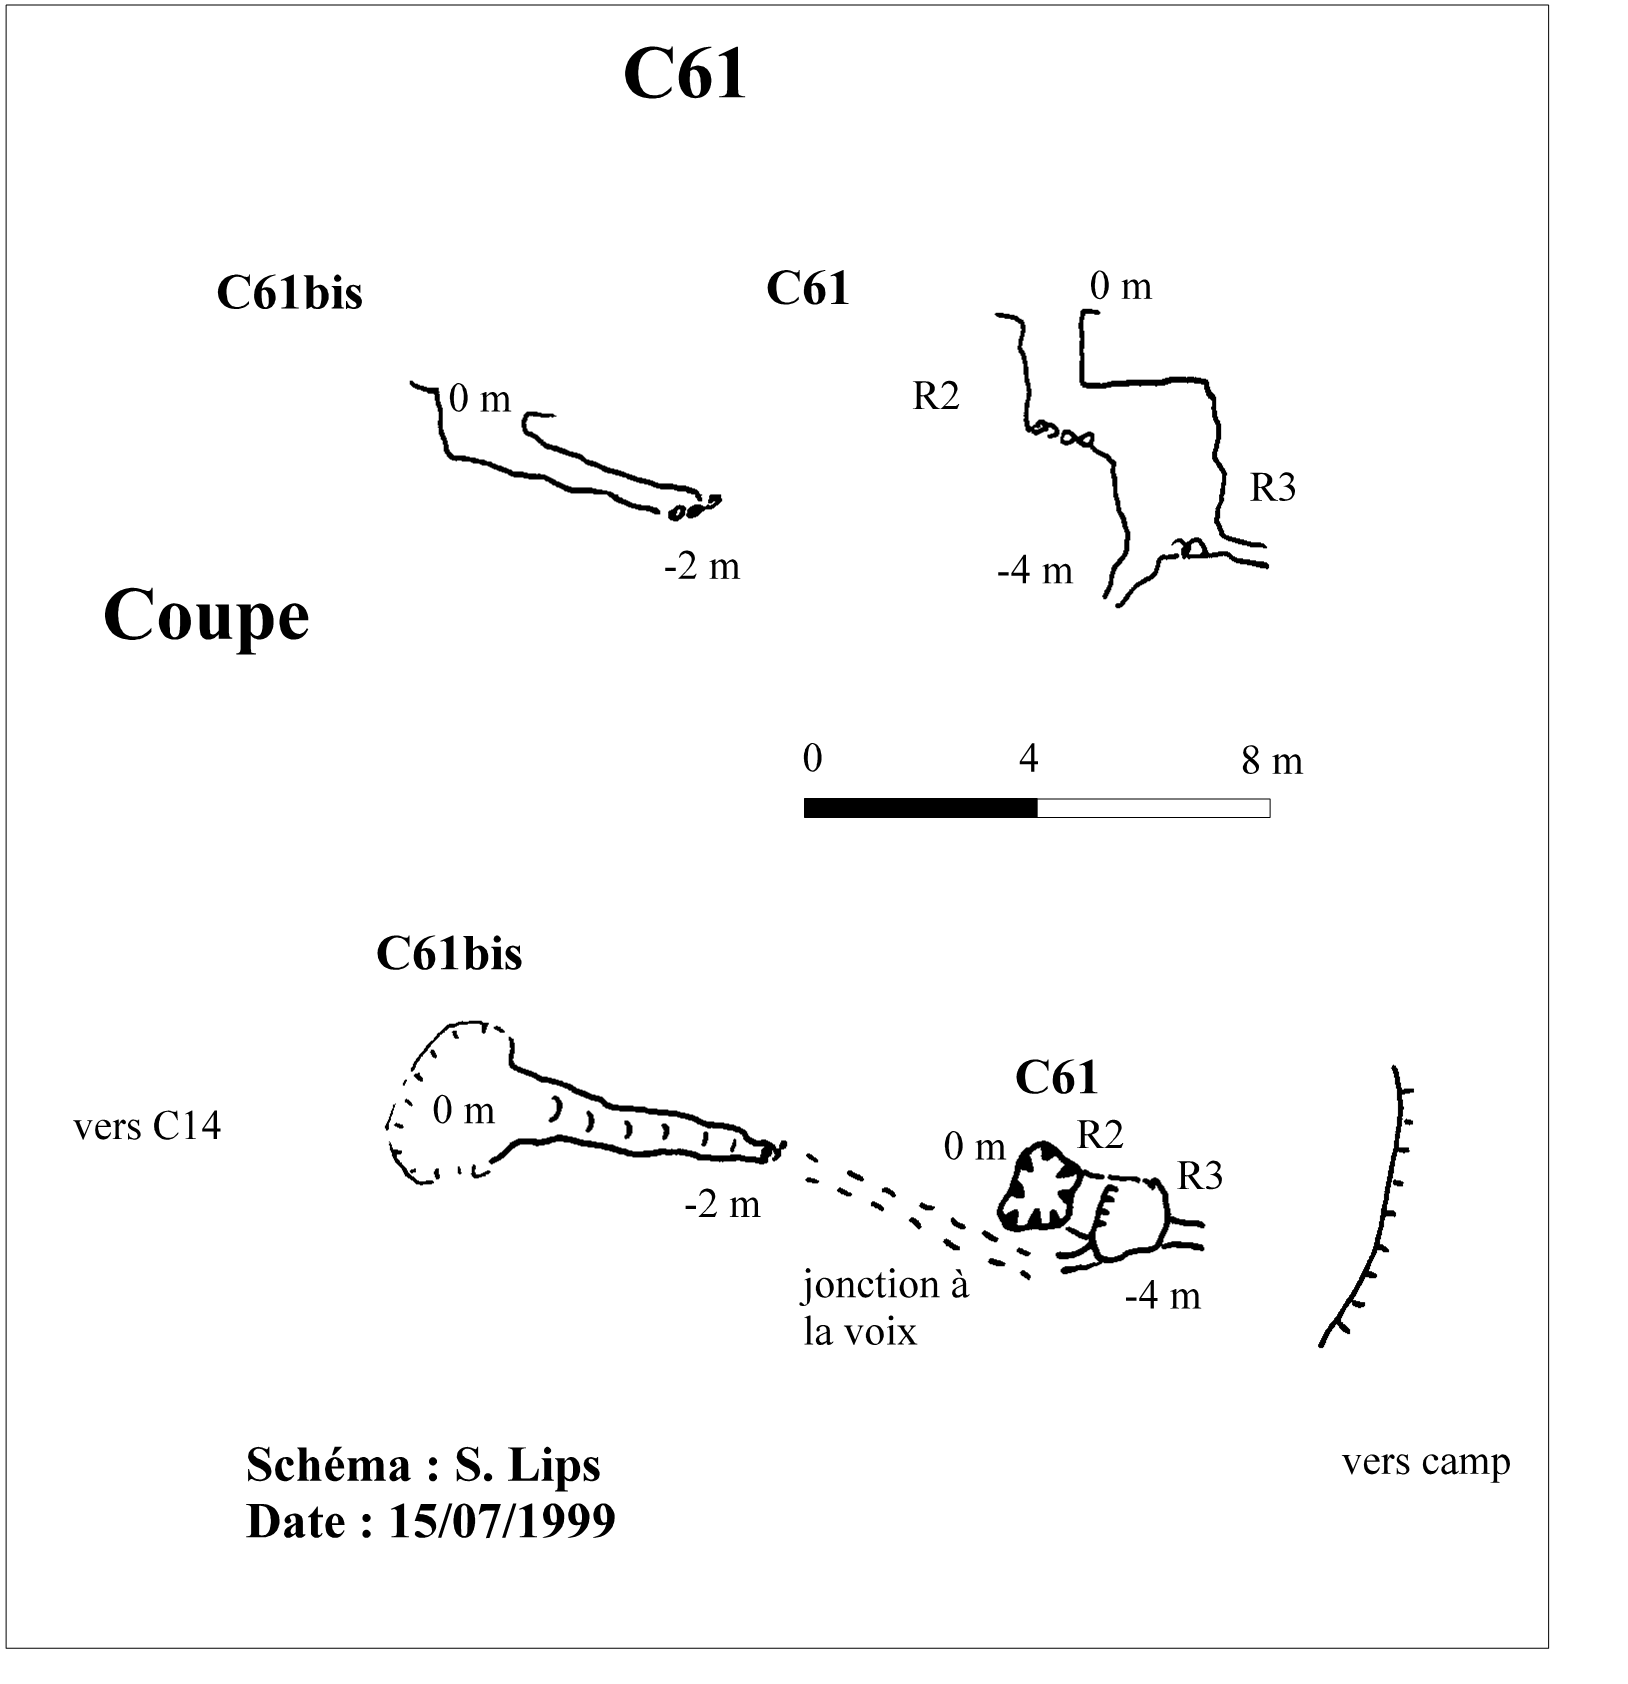 C61
C61bis
C61
0 m
0 m
R2
R3
-2 m
-4 m
Coupe
0 4 8 m
C61bis
C61
vers C14
0 m
0 m
R2
R3
-2 m
-4 m
jonction à
la voix
vers camp
Schéma : S. Lips
Date : 15/07/1999